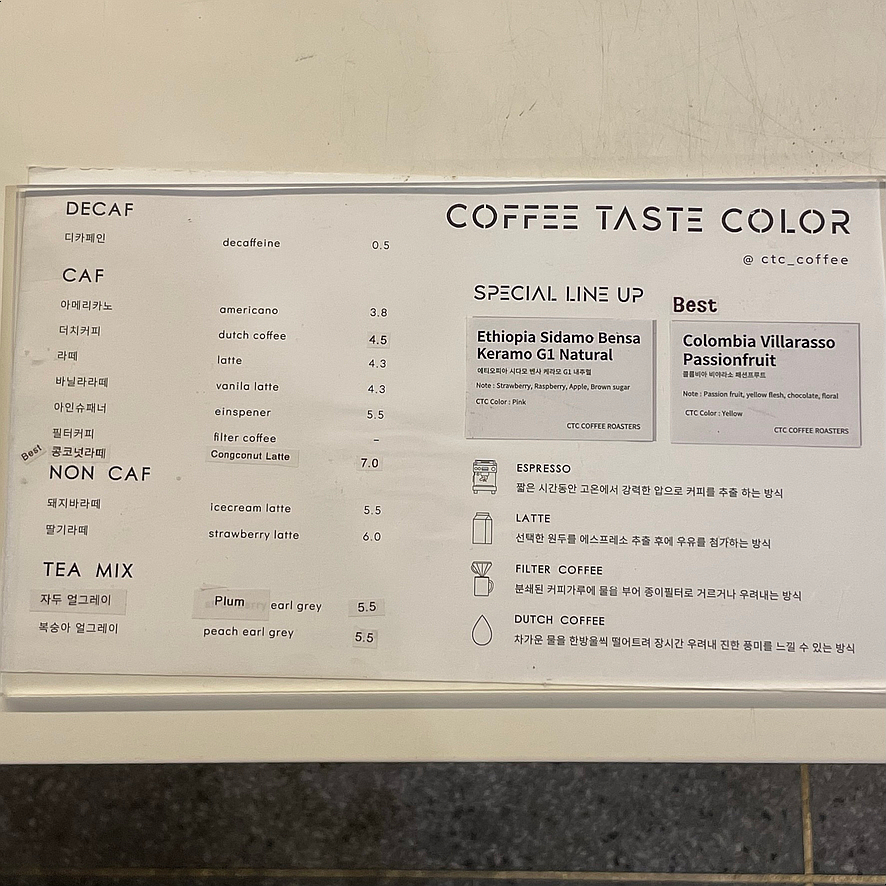 DECAF
디카페인 decaffeine 0.5
CAF
아메리카노 americano 3.8
더치커피 dutch coffee 4.5
라떼 latte 4.3
바닐라라떼 vanila latte 4.3
아인슈패너 einspener 5.5
필터커피 filter coffee –
Best 콩코넛라떼 Congconut Latte 7.0
NON CAF
돼지바라떼 icecream latte 5.5
딸기라떼 strawberry latte 6.0
TEA MIX
자두 얼그레이 Plum earl grey 5.5
복숭아 얼그레이 peach earl grey 5.5
COFFEE TASTE COLOR
@ ctc_coffee
SPECIAL LINE UP
Ethiopia Sidamo Bensa
Keramo G1 Natural
에티오피아 시다모 벤사 케라모 G1 내추럴
Note : Strawberry, Raspberry, Apple, Brown sugar
CTC Color : Pink
CTC COFFEE ROASTERS
Best
Colombia Villarasso
Passionfruit
콜롬비아 비야라소 패션프루트
Note : Passion fruit, yellow flesh, chocolate, floral
CTC Color : Yellow
CTC COFFEE ROASTERS
ESPRESSO
짧은 시간동안 고온에서 강력한 압으로 커피를 추출 하는 방식
LATTE
선택한 원두를 에스프레소 추출 후에 우유를 첨가하는 방식
FILTER COFFEE
분쇄된 커피가루에 물을 부어 종이필터로 거르거나 우려내는 방식
DUTCH COFFEE
차가운 물을 한방울씩 떨어트려 장시간 우려내 진한 풍미를 느낄 수 있는 방식